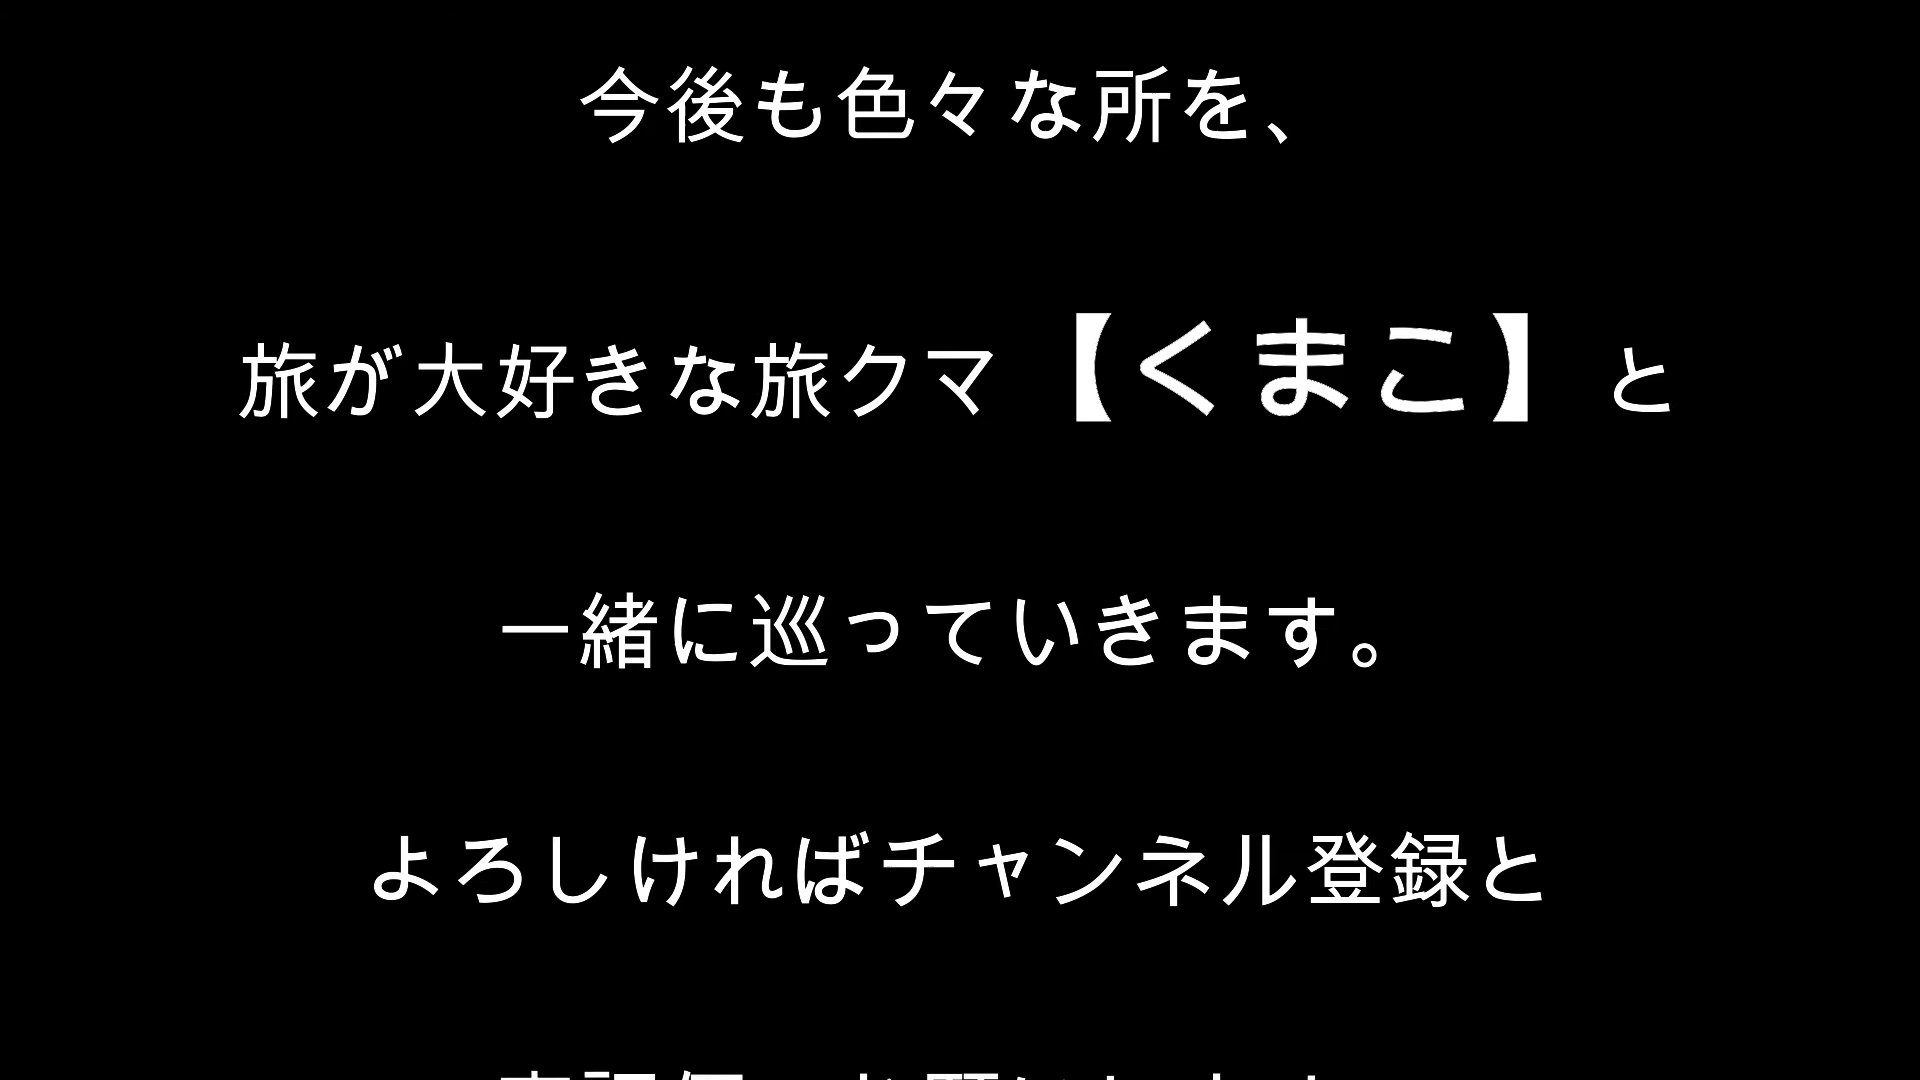 今後も色々な所を、
旅が大好きな旅クマ【くまこ】と
一緒に巡っていきます。
よろしければチャンネル登録と